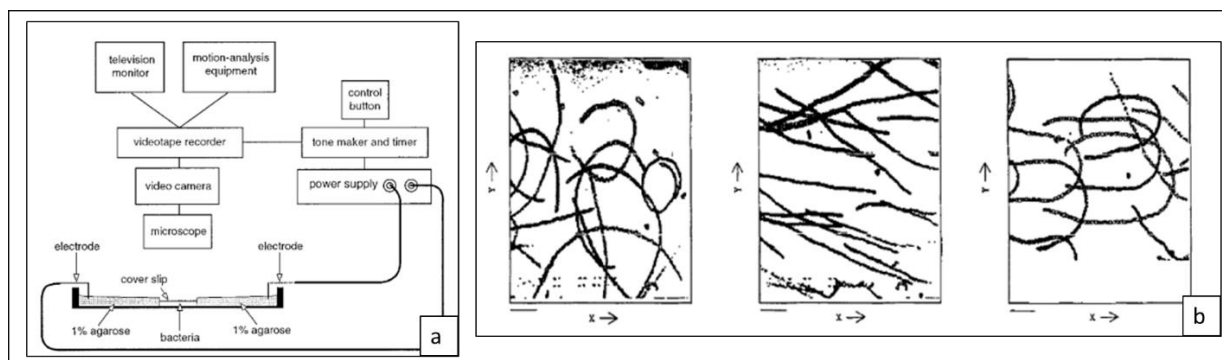 television
monitor
motion-analysis
equipment
control
button
videotape recorder
tone maker and timer
video camera
power supply
microscope
electrode
electrode
cover slip
1% agarose
bacteria
1% agarose
a
Y →
X →
Y →
X →
Y →
X →
b